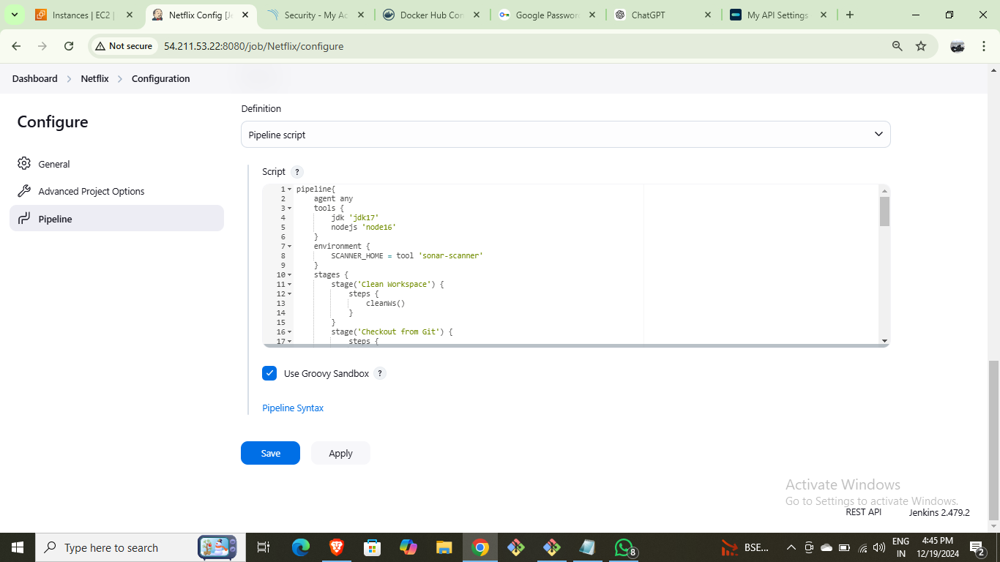 Instances | EC2 |
Netflix Config [Je
Security - My Ac
Docker Hub Con
Google Password
ChatGPT
My API Settings
Not secure
54.211.53.22:8080/job/Netflix/configure
Dashboard > Netflix > Configuration
Configure
General
Advanced Project Options
Pipeline
Definition
Pipeline script
Script ?
1 pipeline{
2 agent any
3 tools {
4 jdk 'jdk17'
5 nodejs 'node16'
6 }
7 environment {
8 SCANNER_HOME = tool 'sonar-scanner'
9 }
10 stages {
11 stage('Clean Workspace') {
12 steps {
13 cleanWs()
14 }
15 }
16 stage('Checkout from Git') {
17 steps {
Use Groovy Sandbox ?
Pipeline Syntax
Save
Apply
Activate Windows
Go to Settings to activate Windows.
REST API
Jenkins 2.479.2
Type here to search
8
BSE...
ENG
IN
4:45 PM
12/19/2024
2